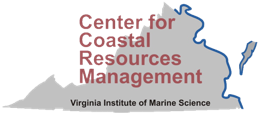 Center for
Coastal
Resources
Management
Virginia Institute of Marine Science